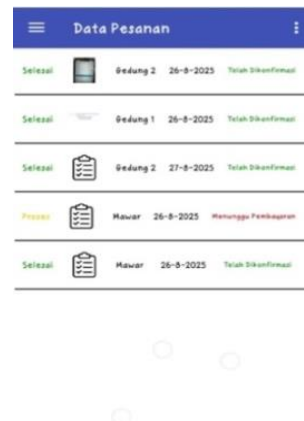 Data Pesanan
Selesai Gedung 2 26-8-2025 Telah Dikonfirmasi
Selesai Gedung 1 26-8-2025 Telah Dikonfirmasi
Selesai Gedung 2 27-8-2025 Telah Dikonfirmasi
Proses Mawar 26-8-2025 Menunggu Pembayaran
Selesai Mawar 26-8-2025 Telah Dikonfirmasi